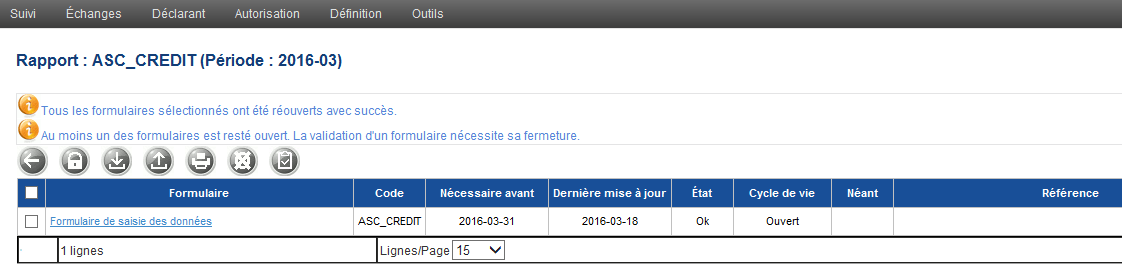 Suivi Échanges Déclarant Autorisation Définition Outils
Rapport : ASC_CREDIT (Période : 2016-03)
Tous les formulaires sélectionnés ont été réouverts avec succès.
Au moins un des formulaires est resté ouvert. La validation d'un formulaire nécessite sa fermeture.
Formulaire Code Nécessaire avant Dernière mise à jour État Cycle de vie Néant Référence
Formulaire de saisie des données ASC_CREDIT 2016-03-31 2016-03-18 Ok Ouvert
1 lignes Lignes/Page 15